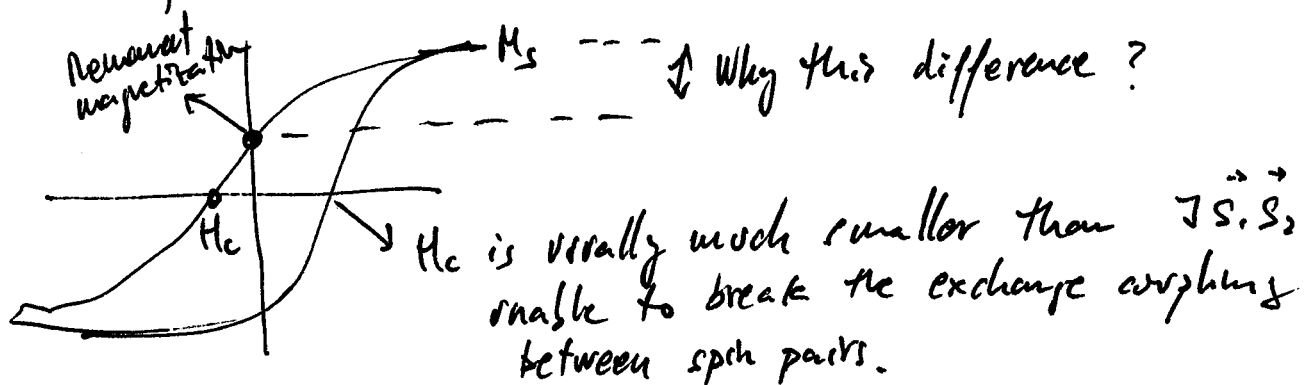 Remanent
magnetization
Ms
Why this difference ?
Hc
Hc is usually much smaller than J S₁ S₂
unable to break the exchange coupling
between spin pairs.